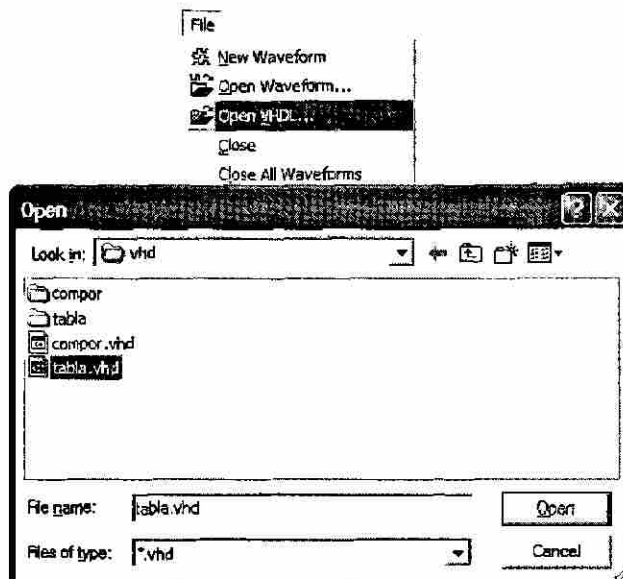 File
New Waveform
Open Waveform...
Open VHDL...
Close
Close All Waveforms
Open
Look in: vhd
compor
tabla
compor.vhd
tabla.vhd
File name: tabla.vhd Open
Files of type: *.vhd Cancel